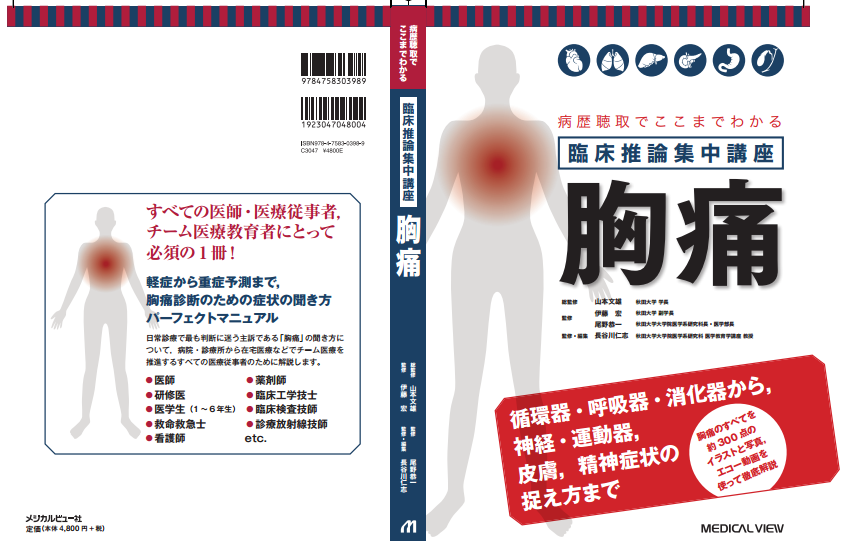 9784758303989
1923047048004
ISBN978-4-7583-0398-9
C3047 ¥4800E
すべての医師・医療従事者,
チーム医療教育者にとって
必須の1冊!
軽症から重症予測まで,
胸痛診断のための症状の聞き方
パーフェクトマニュアル
日常診療で最も判断に迷う主訴である「胸痛」の聞き方に
ついて, 病院・診療所から在宅医療などでチーム医療を
推進するすべての医療従事者のために解説します。
●医師
●研修医
●医学生(1~6年生)
●救命救急士
●看護師
●薬剤師
●臨床工学技士
●臨床検査技師
●診療放射線技師
etc.
メジカルビュー社
定価(本体4,800円+税)
病歴聴取で
ここまでわかる
臨床推論集中講座
胸痛
総監修 山本文雄
監修 伊藤 宏
監修 尾野恭一
監修・編集 長谷川仁志
病歴聴取でここまでわかる
臨床推論集中講座
胸痛
総監修 山本文雄 秋田大学 学長
監修 伊藤 宏 秋田大学 副学長
尾野恭一 秋田大学大学院医学系研究科長・医学部長
監修・編集 長谷川仁志 秋田大学大学院医学系研究科 医学教育学講座 教授
循環器・呼吸器・消化器から,
神経・運動器,
皮膚, 精神症状の
捉え方まで
胸痛のすべてを
約300点の
イラストと写真,
エコー動画を
使って徹底解説
MEDICAL VIEW